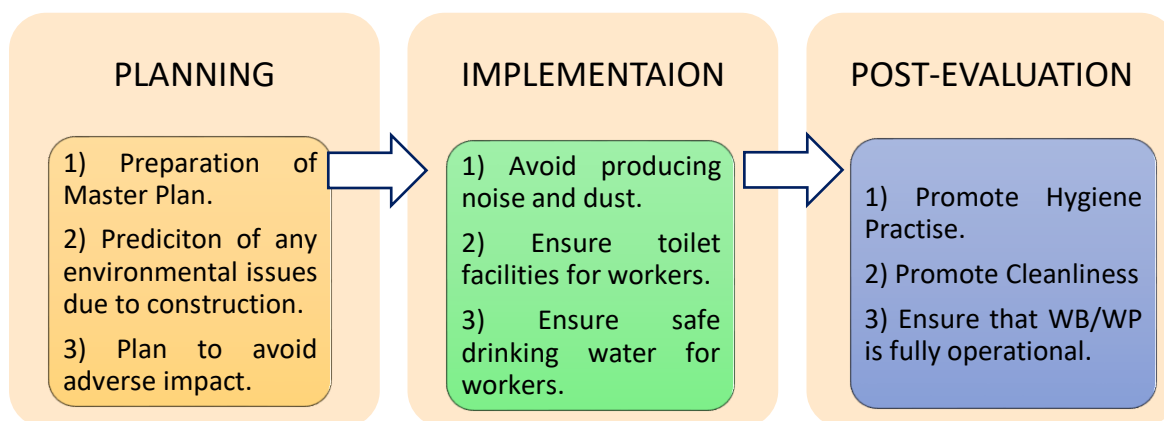 PLANNING
1) Preparation of
Master Plan.
2) Prediciton of any
environmental issues
due to construction.
3) Plan to avoid
adverse impact.
IMPLEMENTAION
1) Avoid producing
noise and dust.
2) Ensure toilet
facilities for workers.
3) Ensure safe
drinking water for
workers.
POST-EVALUATION
1) Promote Hygiene
Practise.
2) Promote Cleanliness
3) Ensure that WB/WP
is fully operational.